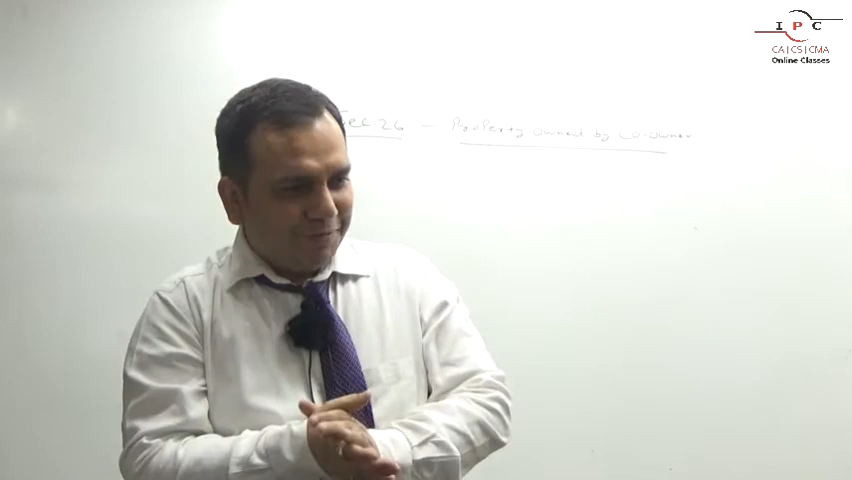 I P C
CA|CS|CMA
Online Classes
Sec-26 - Property owned by co-owner